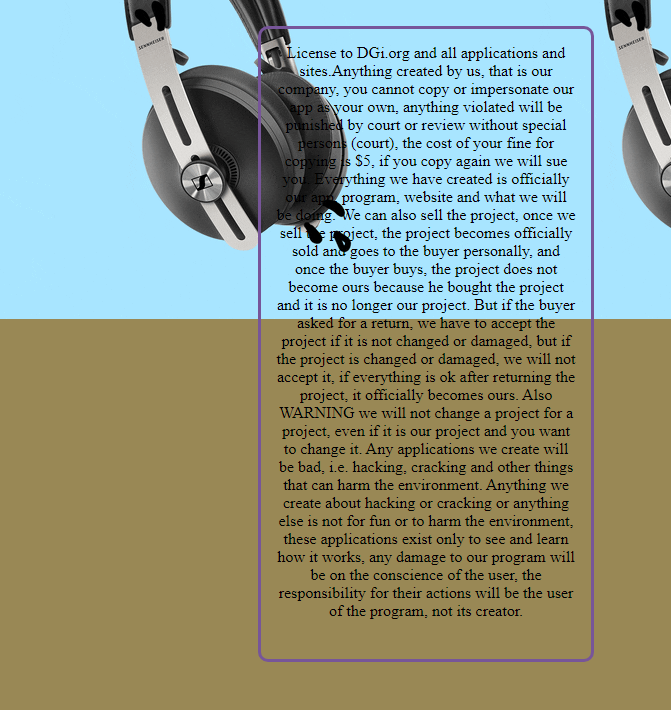 SENNHEISER
SENNHEISER
License to DGi.org and all applications and
sites.Anything created by us, that is our
company, you cannot copy or impersonate our
app as your own, anything violated will be
punished by court or review without special
persons (court), the cost of your fine for
copying is $5, if you copy again we will sue
you. Everything we have created is officially
our app, program, website and what we will
be doing. We can also sell the project, once we
sell the project, the project becomes officially
sold and goes to the buyer personally, and
once the buyer buys, the project does not
become ours because he bought the project
and it is no longer our project. But if the buyer
asked for a return, we have to accept the
project if it is not changed or damaged, but if
the project is changed or damaged, we will not
accept it, if everything is ok after returning the
project, it officially becomes ours. Also
WARNING we will not change a project for a
project, even if it is our project and you want
to change it. Any applications we create will
be bad, i.e. hacking, cracking and other things
that can harm the environment. Anything we
create about hacking or cracking or anything
else is not for fun or to harm the environment,
these applications exist only to see and learn
how it works, any damage to our program will
be on the conscience of the user, the
responsibility for their actions will be the user
of the program, not its creator.